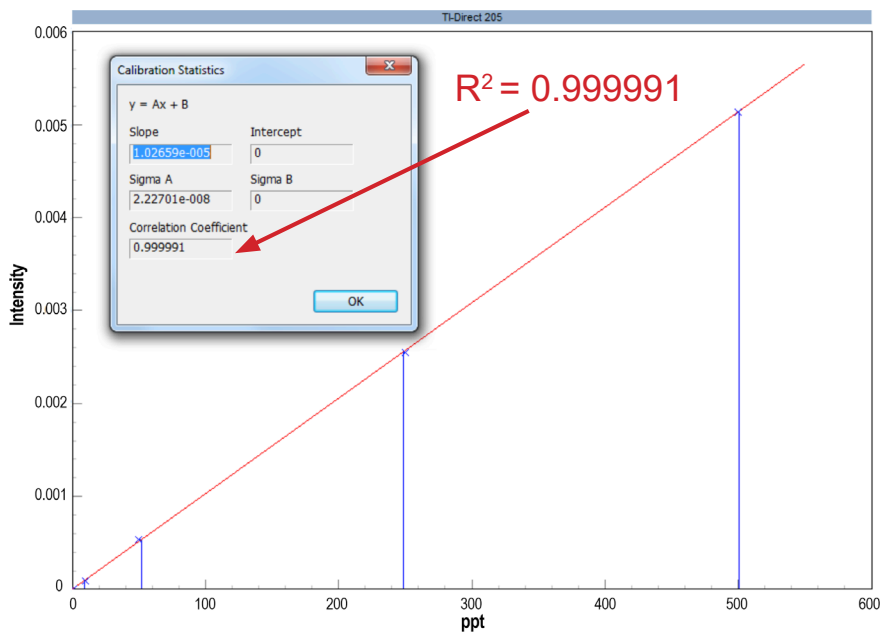 TI-Direct 205
0.006
0.005
0.004
0.003
0.002
0.001
0
Intensity
Calibration Statistics
y = Ax + B
Slope Intercept
1.02659e-005 0
Sigma A Sigma B
2.22701e-008 0
Correlation Coefficient
0.999991
OK
R² = 0.999991
0 100 200 300 400 500 600
ppt